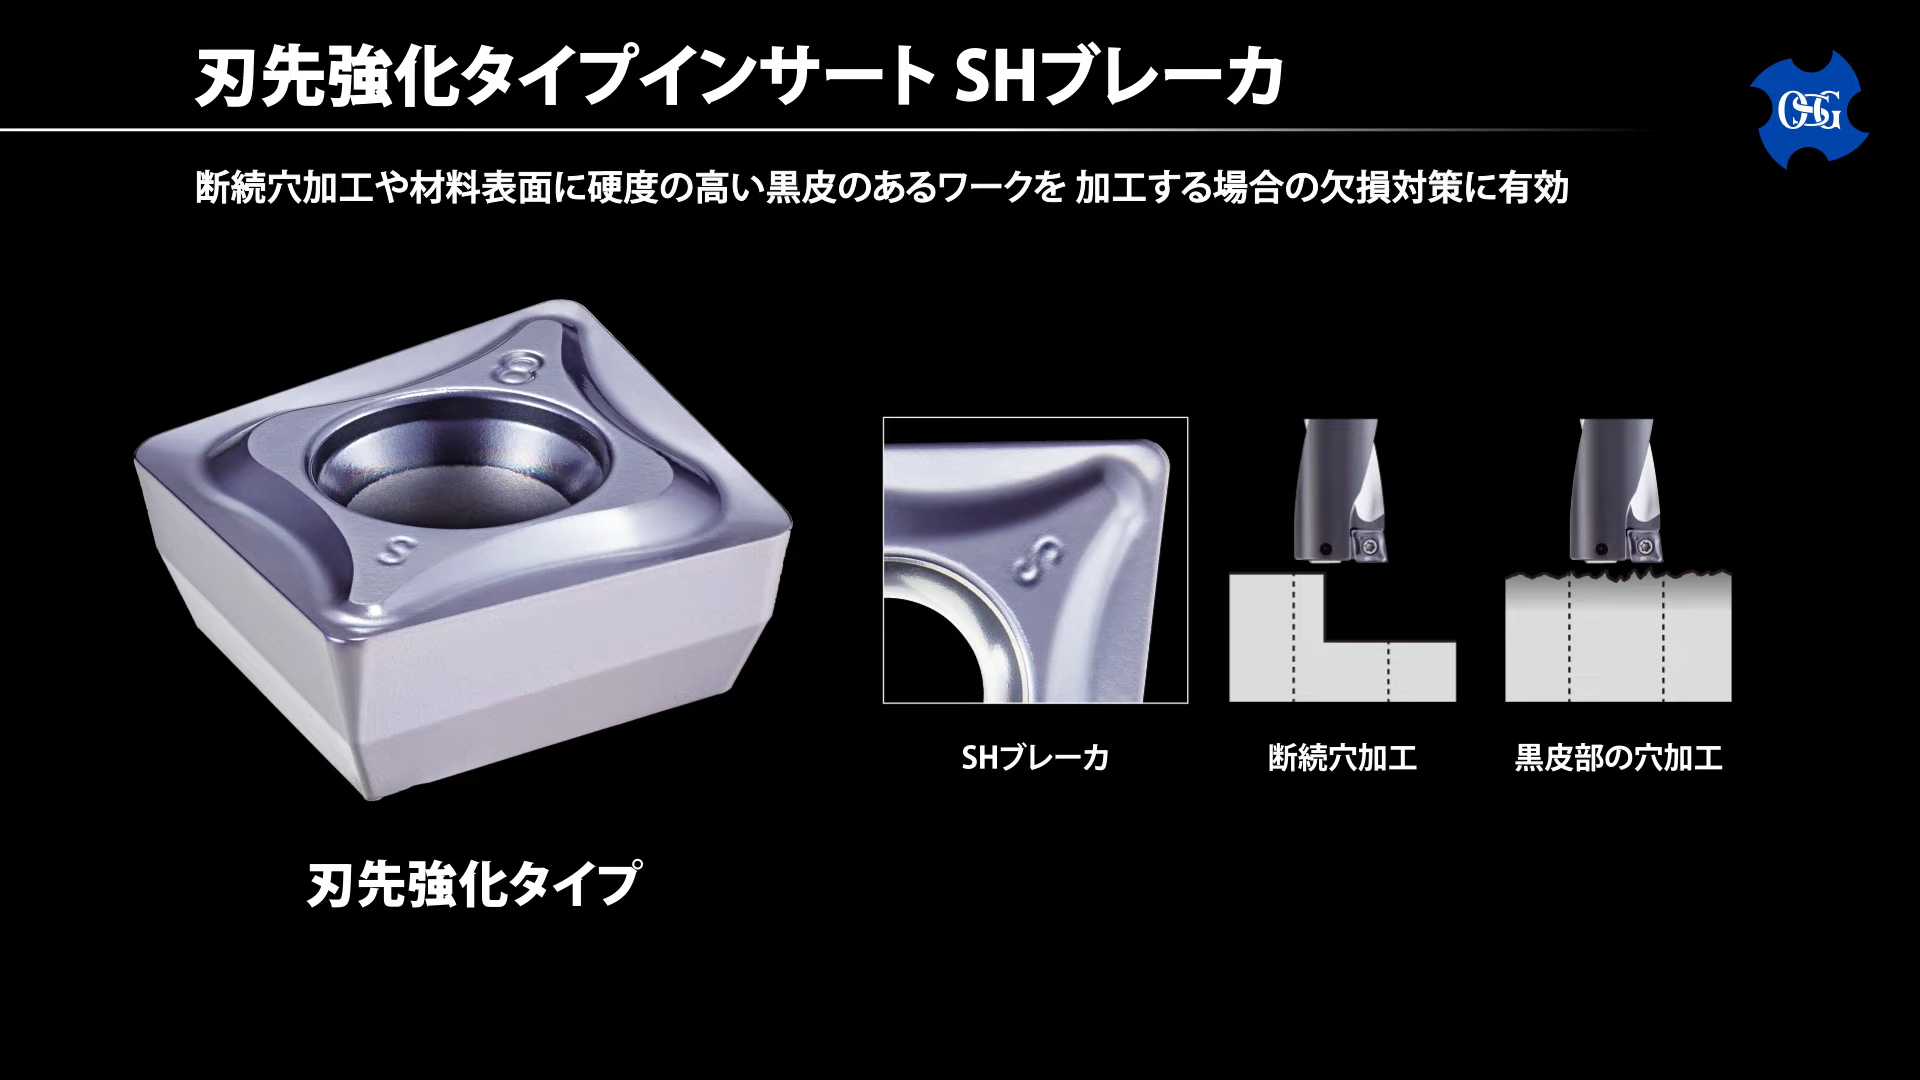 刃先強化タイプインサート SHブレーカ
OSG
断続穴加工や材料表面に硬度の高い黒皮のあるワークを 加工する場合の欠損対策に有効
8
S
S
SHブレーカ
断続穴加工
黒皮部の穴加工
刃先強化タイプ